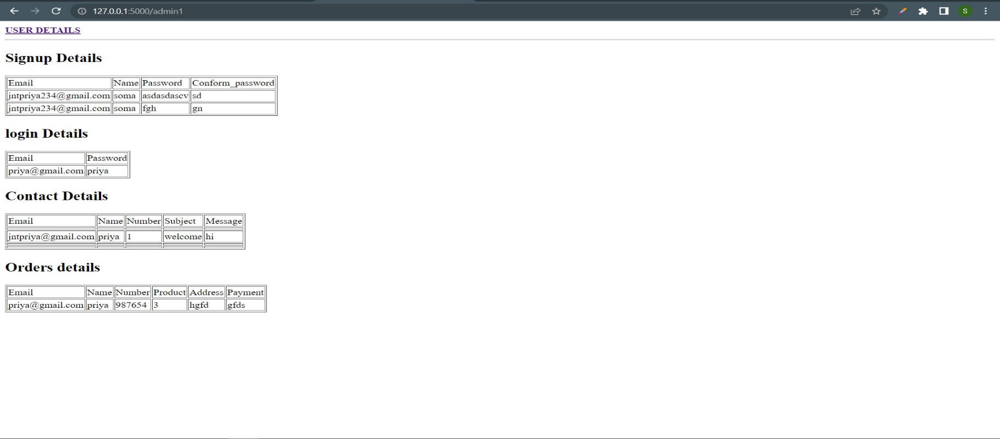 127.0.0.1:5000/admin1
S
USER DETAILS
Signup Details
Email Name Password Conform_password
jntpriya234@gmail.com soma asdasdascv sd
jntpriya234@gmail.com soma fgh gn
login Details
Email Password
priya@gmail.com priya
Contact Details
Email Name Number Subject Message
jntpriya@gmail.com priya 1 welcome hi
Orders details
Email Name Number Product Address Payment
priya@gmail.com priya 987654 3 hgfd gfds